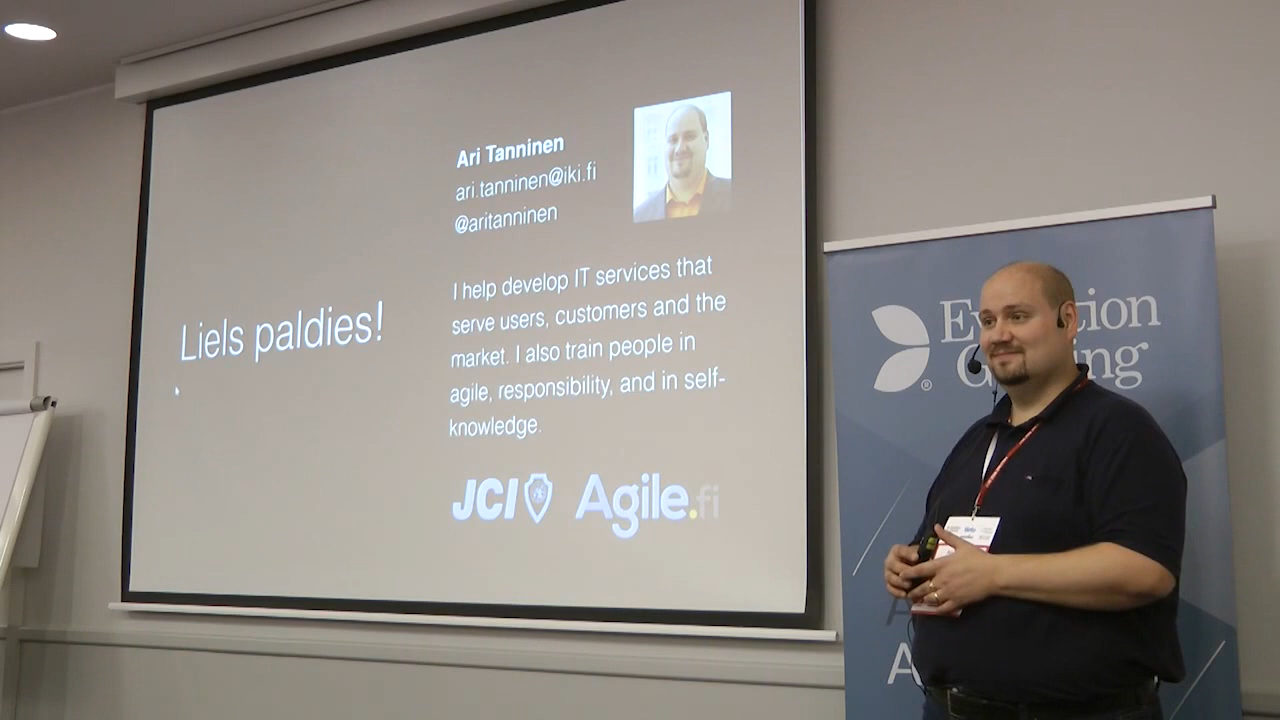 Liels paldies!
Ari Tanninen
ari.tanninen@iki.fi
@aritanninen
I help develop IT services that
serve users, customers and the
market. I also train people in
agile, responsibility, and in self-
knowledge.
JCI Agile.fi
Gaming
®
A